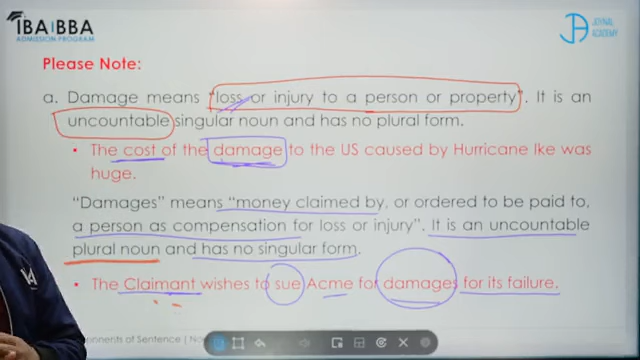 IBA|BBA
ADMISSION PROGRAM
JOYKOLY
ACADEMY
Please Note:
a. Damage means "loss or injury to a person or property". It is an
uncountable singular noun and has no plural form.
• The cost of the damage to the US caused by Hurricane Ike was
huge.
"Damages" means "money claimed by, or ordered to be paid to,
a person as compensation for loss or injury". It is an uncountable
plural noun and has no singular form.
• The Claimant wishes to sue Acme for damages for its failure.
of Sentence | No